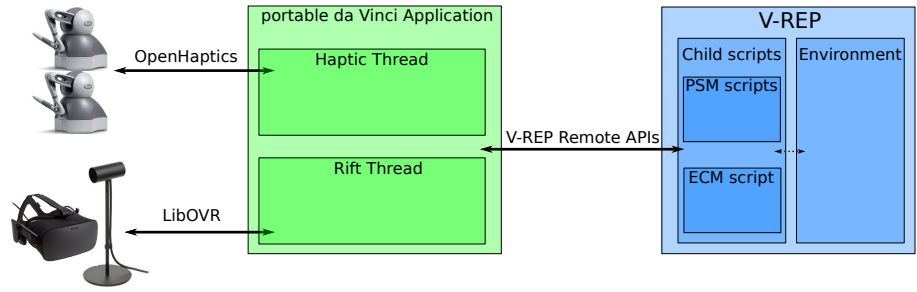 portable da Vinci Application
V-REP
OpenHaptics
Haptic Thread
Child scripts
Environment
PSM scripts
V-REP Remote APIs
Rift Thread
ECM script
LibOVR